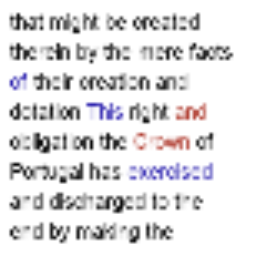 that might be created
therein by the mere facts
of their creation and
dotation This right and
obligation the Crown of
Portugal has exercised
and discharged to the
end by making the